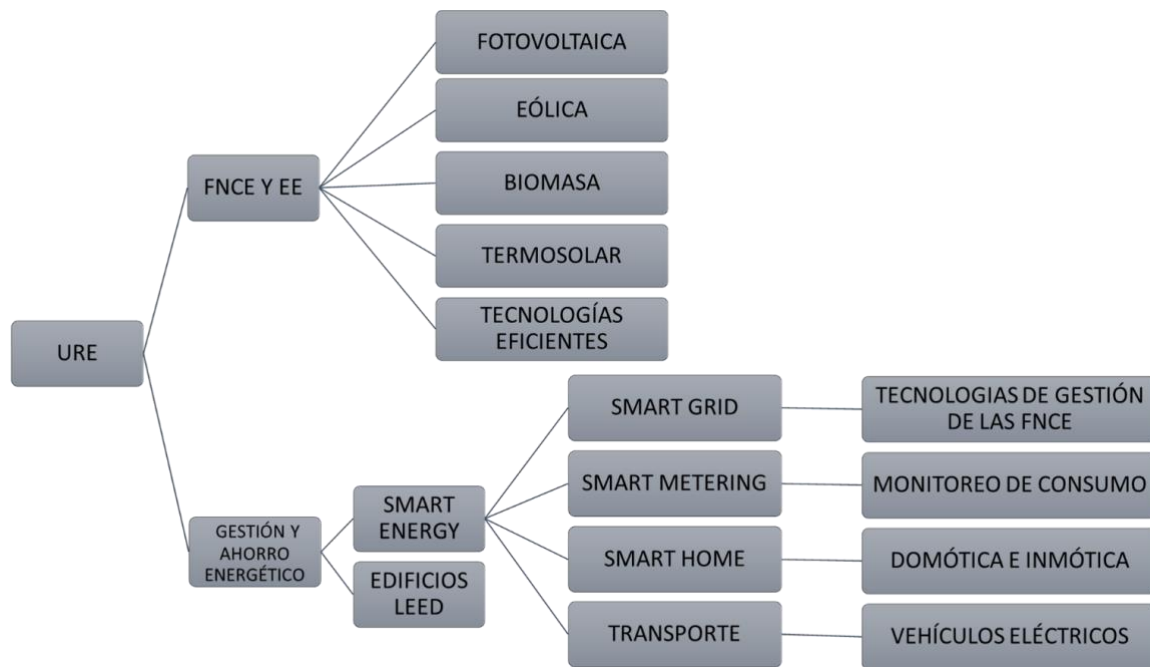 FOTOVOLTAICA
EÓLICA
BIOMASA
TERMOSOLAR
TECNOLOGÍAS
EFICIENTES
FNCE Y EE
URE
GESTIÓN Y
AHORRO
ENERGÉTICO
SMART
ENERGY
EDIFICIOS
LEED
SMART GRID
TECNOLOGIAS DE GESTIÓN
DE LAS FNCE
SMART METERING
MONITOREO DE CONSUMO
SMART HOME
DOMÓTICA E INMÓTICA
TRANSPORTE
VEHÍCULOS ELÉCTRICOS